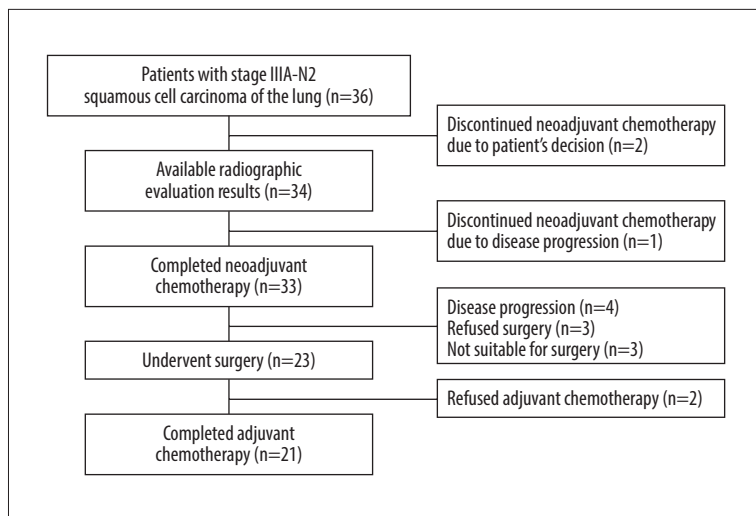 Patients with stage IIIA-N2
squamous cell carcinoma of the lung (n=36)
Discontinued neoadjuvant chemotherapy
due to patient's decision (n=2)
Available radiographic
evaluation results (n=34)
Discontinued neoadjuvant chemotherapy
due to disease progression (n=1)
Completed neoadjuvant
chemotherapy (n=33)
Disease progression (n=4)
Refused surgery (n=3)
Not suitable for surgery (n=3)
Undervent surgery (n=23)
Refused adjuvant chemotherapy (n=2)
Completed adjuvant
chemotherapy (n=21)